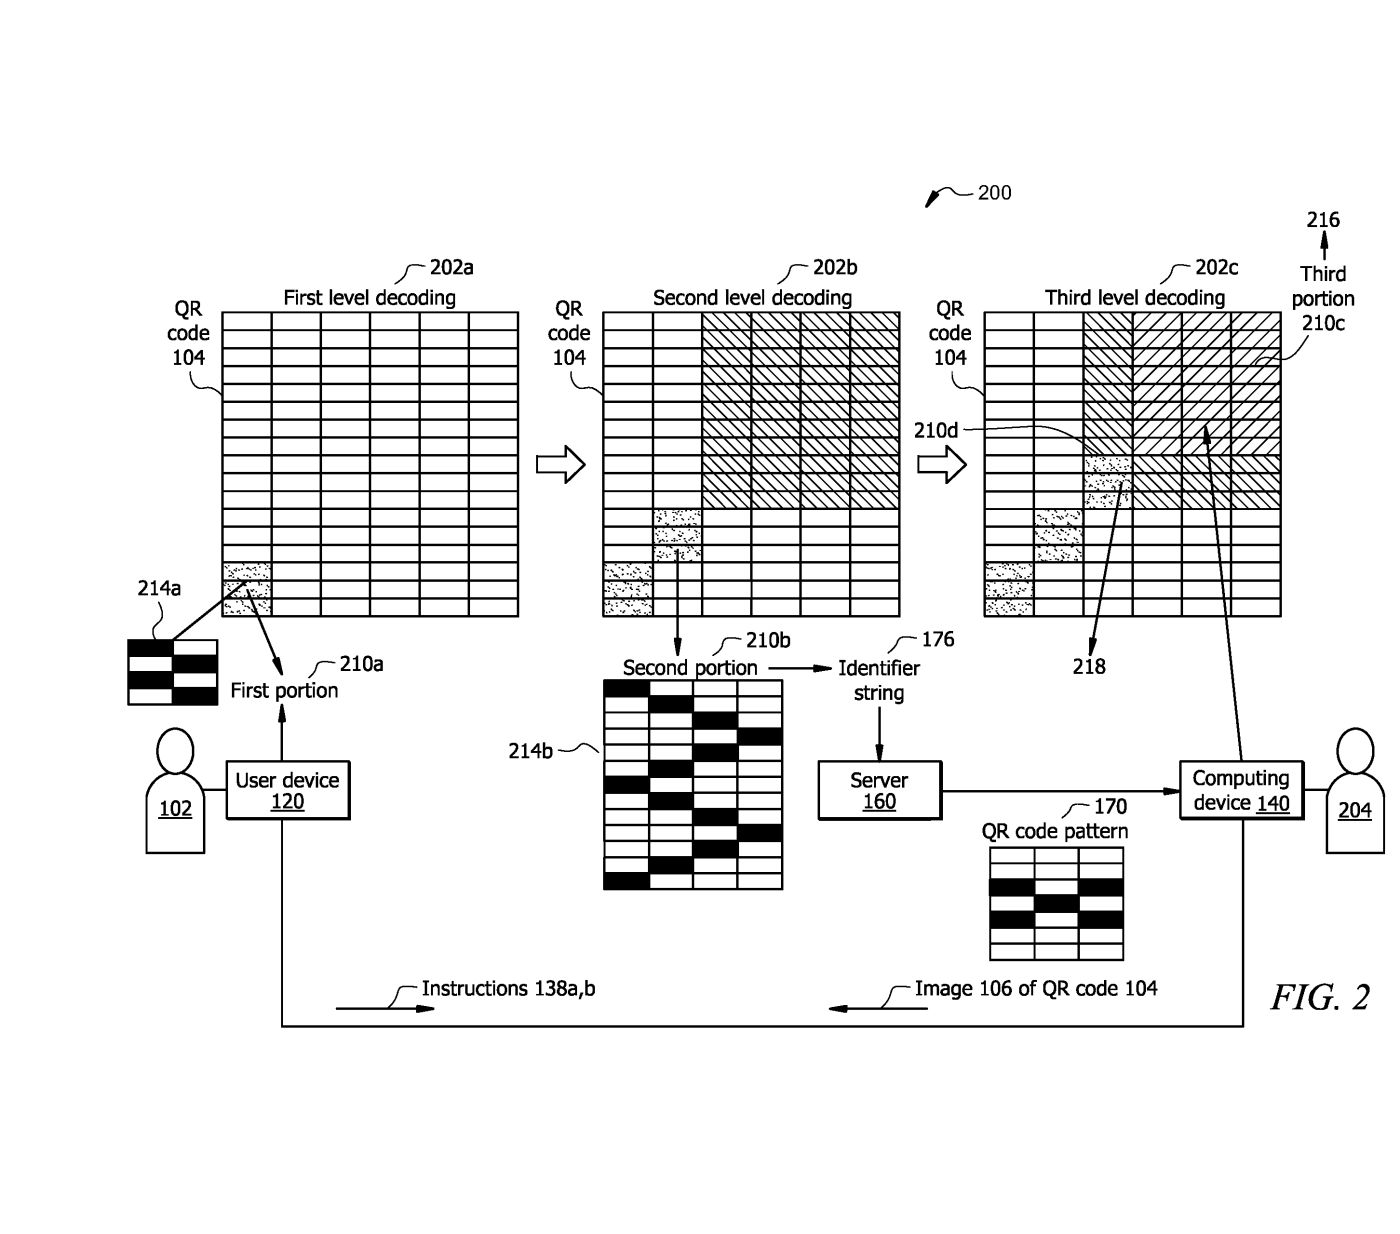 200
216
202a
202b
202c
First level decoding
Second level decoding
Third level decoding
Third
portion
210c
QR
code
104
QR
code
104
QR
code
104
210d
214a
210a
First portion
210b
Second portion
176
Identifier
string
218
214b
102
User device
120
Server
160
Computing
device 140
204
170
QR code pattern
Instructions 138a,b
Image 106 of QR code 104
FIG. 2